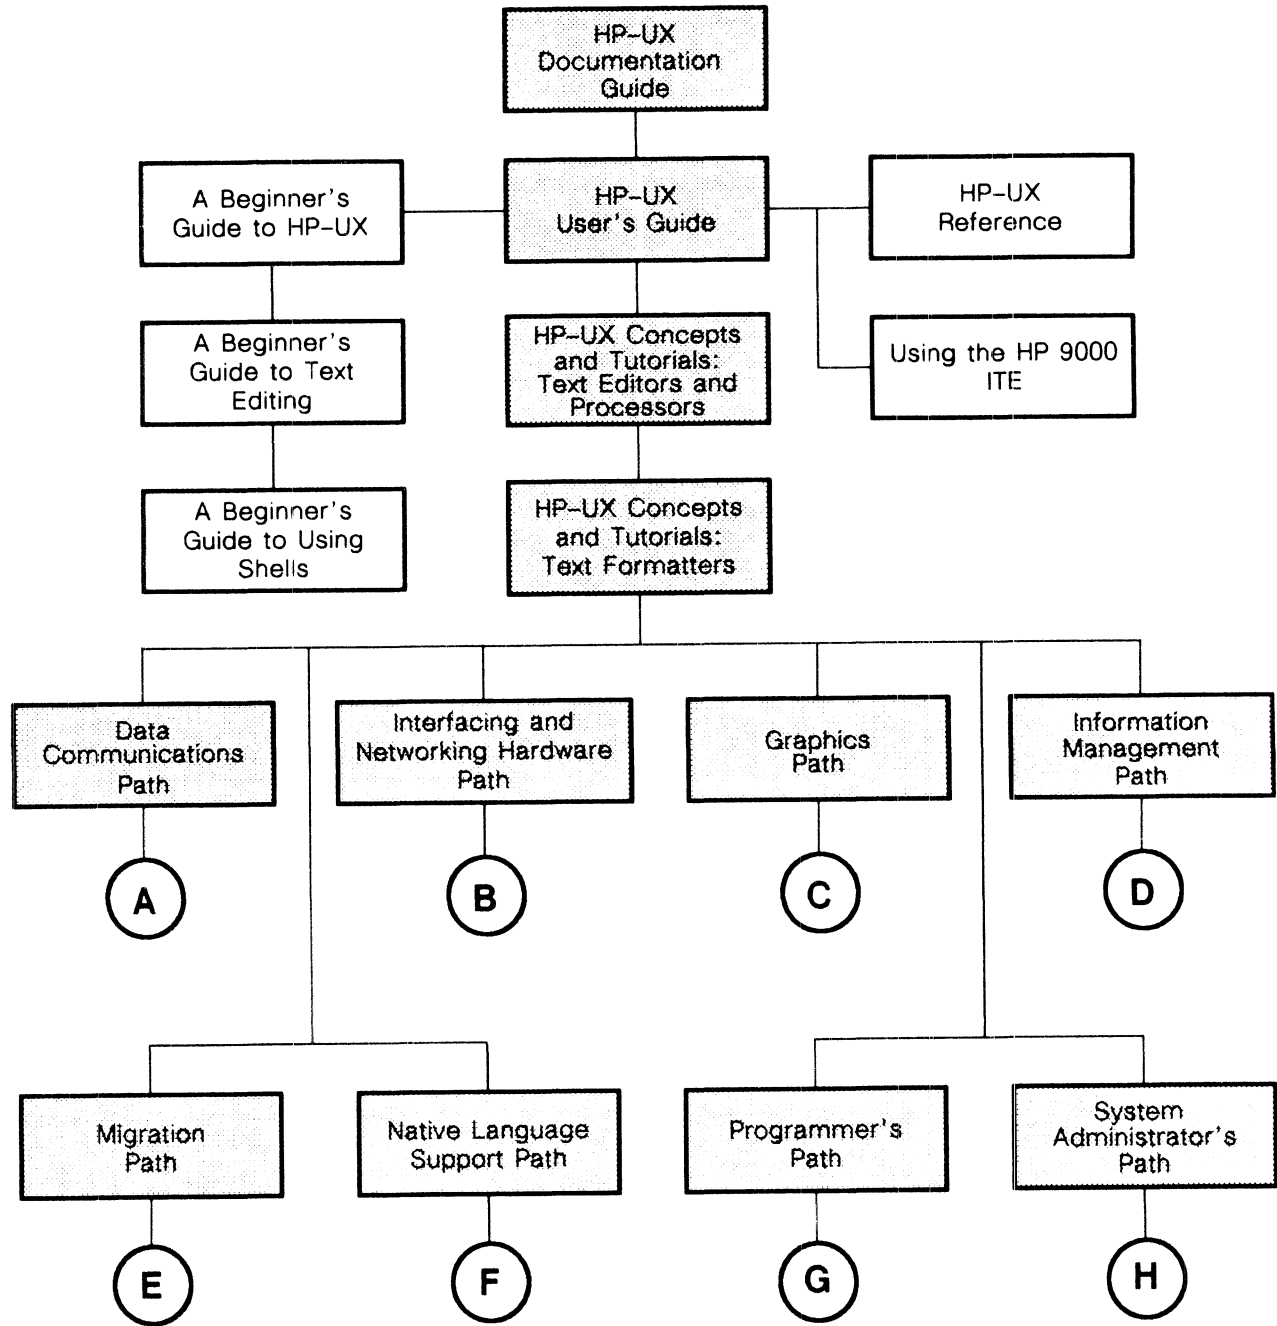 HP-UX
Documentation
Guide
A Beginner's
Guide to HP-UX
HP-UX
User's Guide
HP-UX
Reference
A Beginner's
Guide to Text
Editing
HP-UX Concepts
and Tutorials:
Text Editors and
Processors
Using the HP 9000
ITE
A Beginner's
Guide to Using
Shells
HP-UX Concepts
and Tutorials:
Text Formatters
Data
Communications
Path
Interfacing and
Networking Hardware
Path
Graphics
Path
Information
Management
Path
A
B
C
D
Migration
Path
Native Language
Support Path
Programmer's
Path
System
Administrator's
Path
E
F
G
H